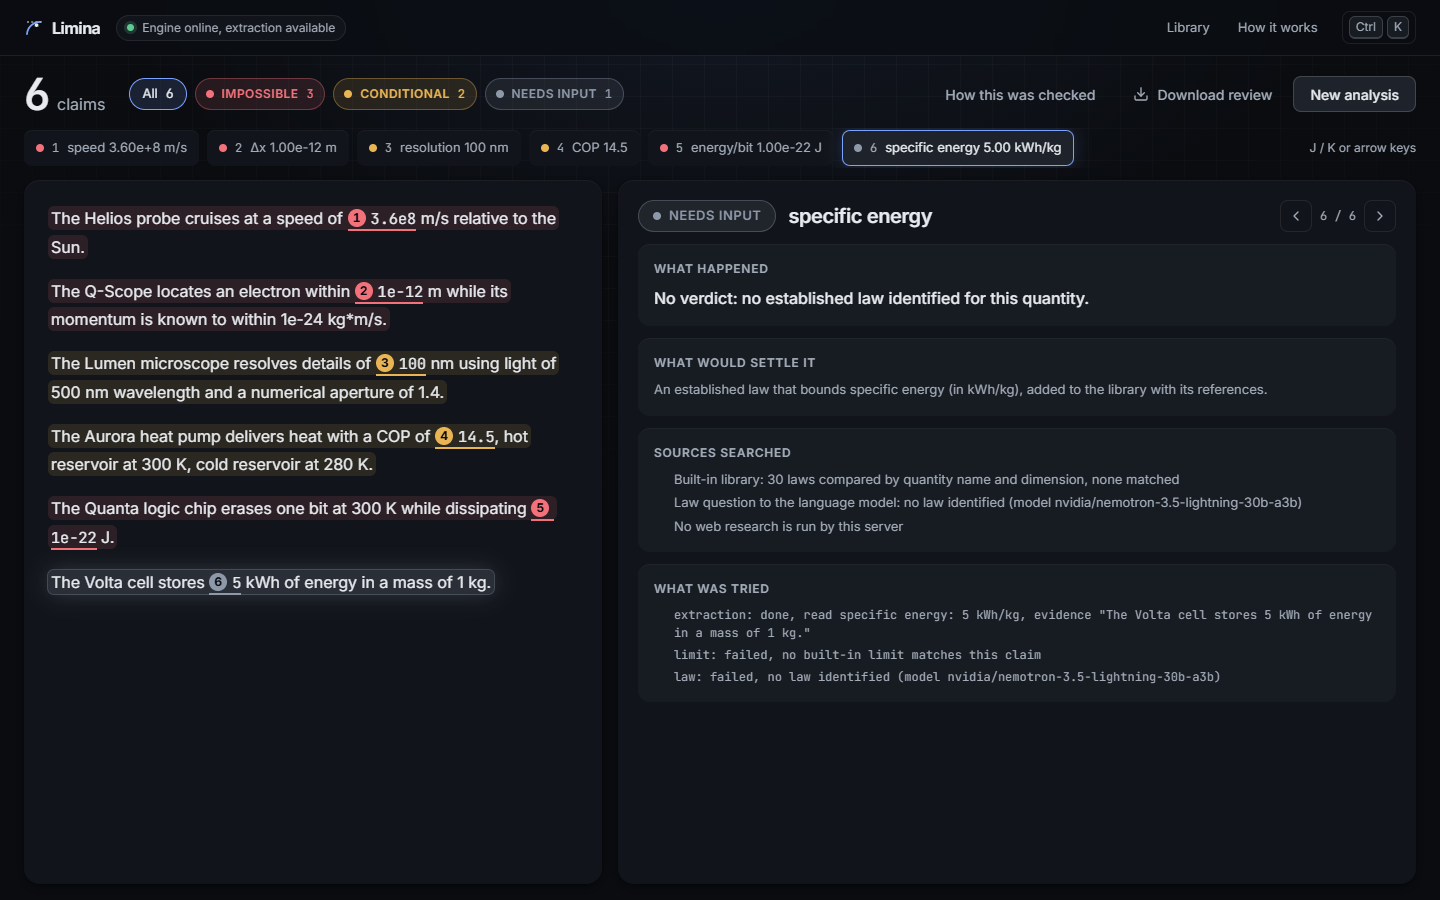 Limina
Engine online, extraction available
Library
How it works
Ctrl K
6 claims
All 6
IMPOSSIBLE 3
CONDITIONAL 2
NEEDS INPUT 1
How this was checked
Download review
New analysis
1 speed 3.60e+8 m/s
2 Δx 1.00e-12 m
3 resolution 100 nm
4 COP 14.5
5 energy/bit 1.00e-22 J
6 specific energy 5.00 kWh/kg
J / K or arrow keys
The Helios probe cruises at a speed of 1 3.6e8 m/s relative to the
Sun.
The Q-Scope locates an electron within 2 1e-12 m while its
momentum is known to within 1e-24 kg*m/s.
The Lumen microscope resolves details of 3 100 nm using light of
500 nm wavelength and a numerical aperture of 1.4.
The Aurora heat pump delivers heat with a COP of 4 14.5, hot
reservoir at 300 K, cold reservoir at 280 K.
The Quanta logic chip erases one bit at 300 K while dissipating 5
1e-22 J.
The Volta cell stores 6 5 kWh of energy in a mass of 1 kg.
NEEDS INPUT
specific energy
6 / 6
WHAT HAPPENED
No verdict: no established law identified for this quantity.
WHAT WOULD SETTLE IT
An established law that bounds specific energy (in kWh/kg), added to the library with its references.
SOURCES SEARCHED
Built-in library: 30 laws compared by quantity name and dimension, none matched
Law question to the language model: no law identified (model nvidia/nemotron-3.5-lightning-30b-a3b)
No web research is run by this server
WHAT WAS TRIED
extraction: done, read specific energy: 5 kWh/kg, evidence "The Volta cell stores 5 kWh of energy
in a mass of 1 kg."
limit: failed, no built-in limit matches this claim
law: failed, no law identified (model nvidia/nemotron-3.5-lightning-30b-a3b)